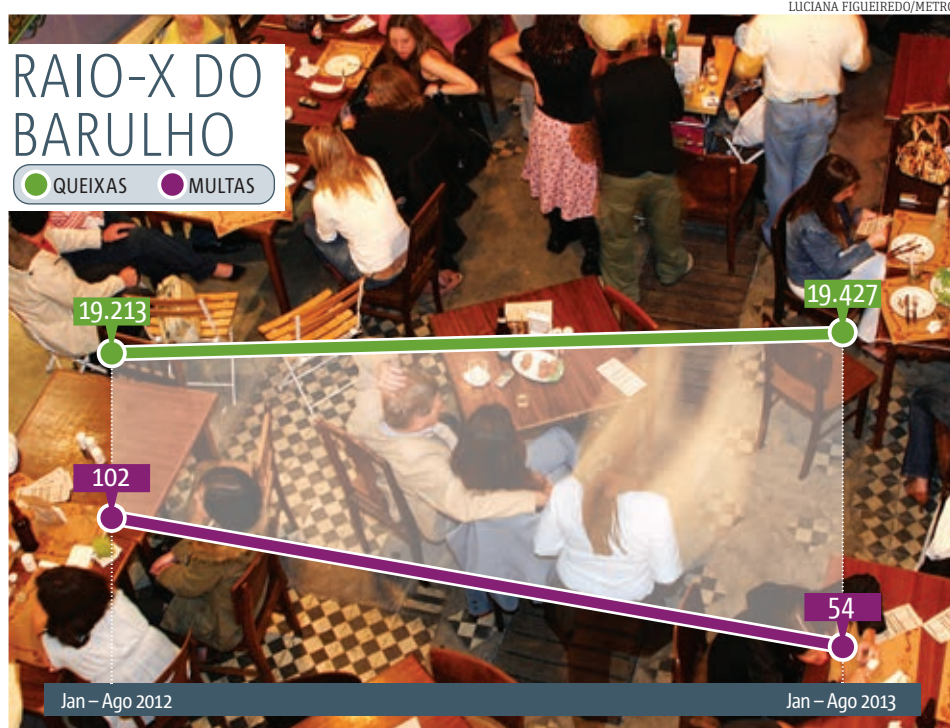 LUCIANA FIGUEIREDO/METRO
RAIO-X DO
BARULHO
QUEIXAS MULTAS
19.213
19.427
102
54
Jan – Ago 2012 Jan – Ago 2013